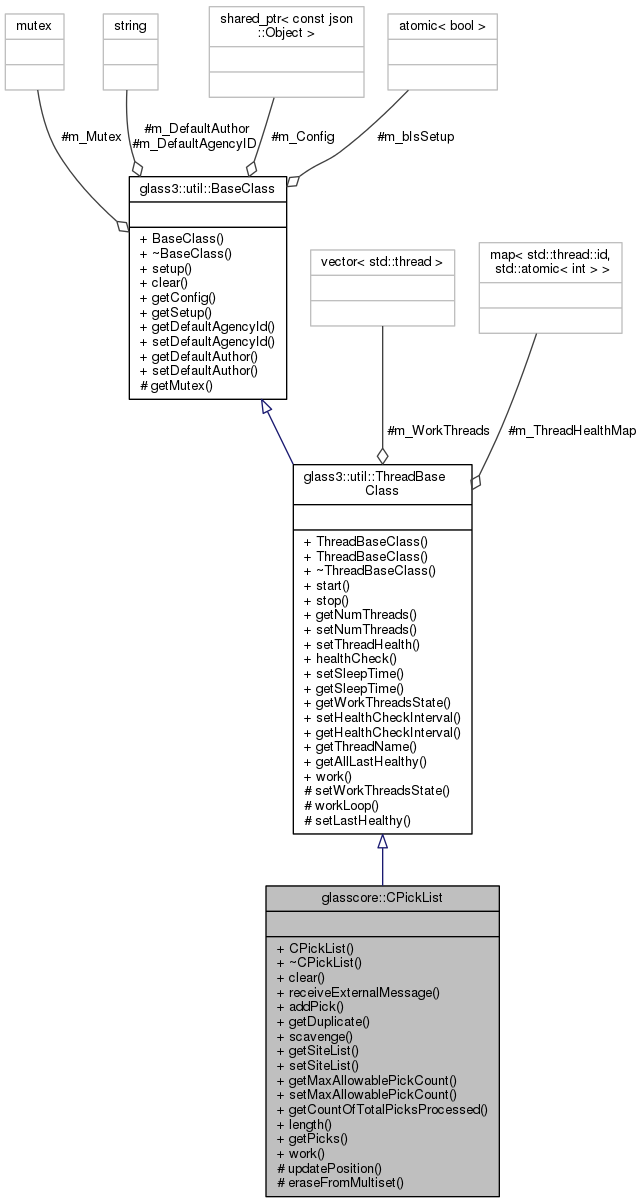 mutex
string
shared_ptr< const json
::Object >
atomic< bool >
#m_Mutex
#m_DefaultAuthor
#m_DefaultAgencyID
#m_Config
#m_bIsSetup
glass3::util::BaseClass
+ BaseClass()
+ ~BaseClass()
+ setup()
+ clear()
+ getConfig()
+ getSetup()
+ getDefaultAgencyId()
+ setDefaultAgencyId()
+ getDefaultAuthor()
+ setDefaultAuthor()
# getMutex()
vector< std::thread >
map< std::thread::id,
std::atomic< int > >
#m_WorkThreads
#m_ThreadHealthMap
glass3::util::ThreadBase
Class
+ ThreadBaseClass()
+ ThreadBaseClass()
+ ~ThreadBaseClass()
+ start()
+ stop()
+ getNumThreads()
+ setNumThreads()
+ setThreadHealth()
+ healthCheck()
+ setSleepTime()
+ getSleepTime()
+ getWorkThreadsState()
+ setHealthCheckInterval()
+ getHealthCheckInterval()
+ getThreadName()
+ getAllLastHealthy()
+ work()
# setWorkThreadsState()
# workLoop()
# setLastHealthy()
glasscore::CPickList
+ CPickList()
+ ~CPickList()
+ clear()
+ receiveExternalMessage()
+ addPick()
+ getDuplicate()
+ scavenge()
+ getSiteList()
+ setSiteList()
+ getMaxAllowablePickCount()
+ setMaxAllowablePickCount()
+ getCountOfTotalPicksProcessed()
+ length()
+ getPicks()
+ work()
# updatePosition()
# eraseFromMultiset()